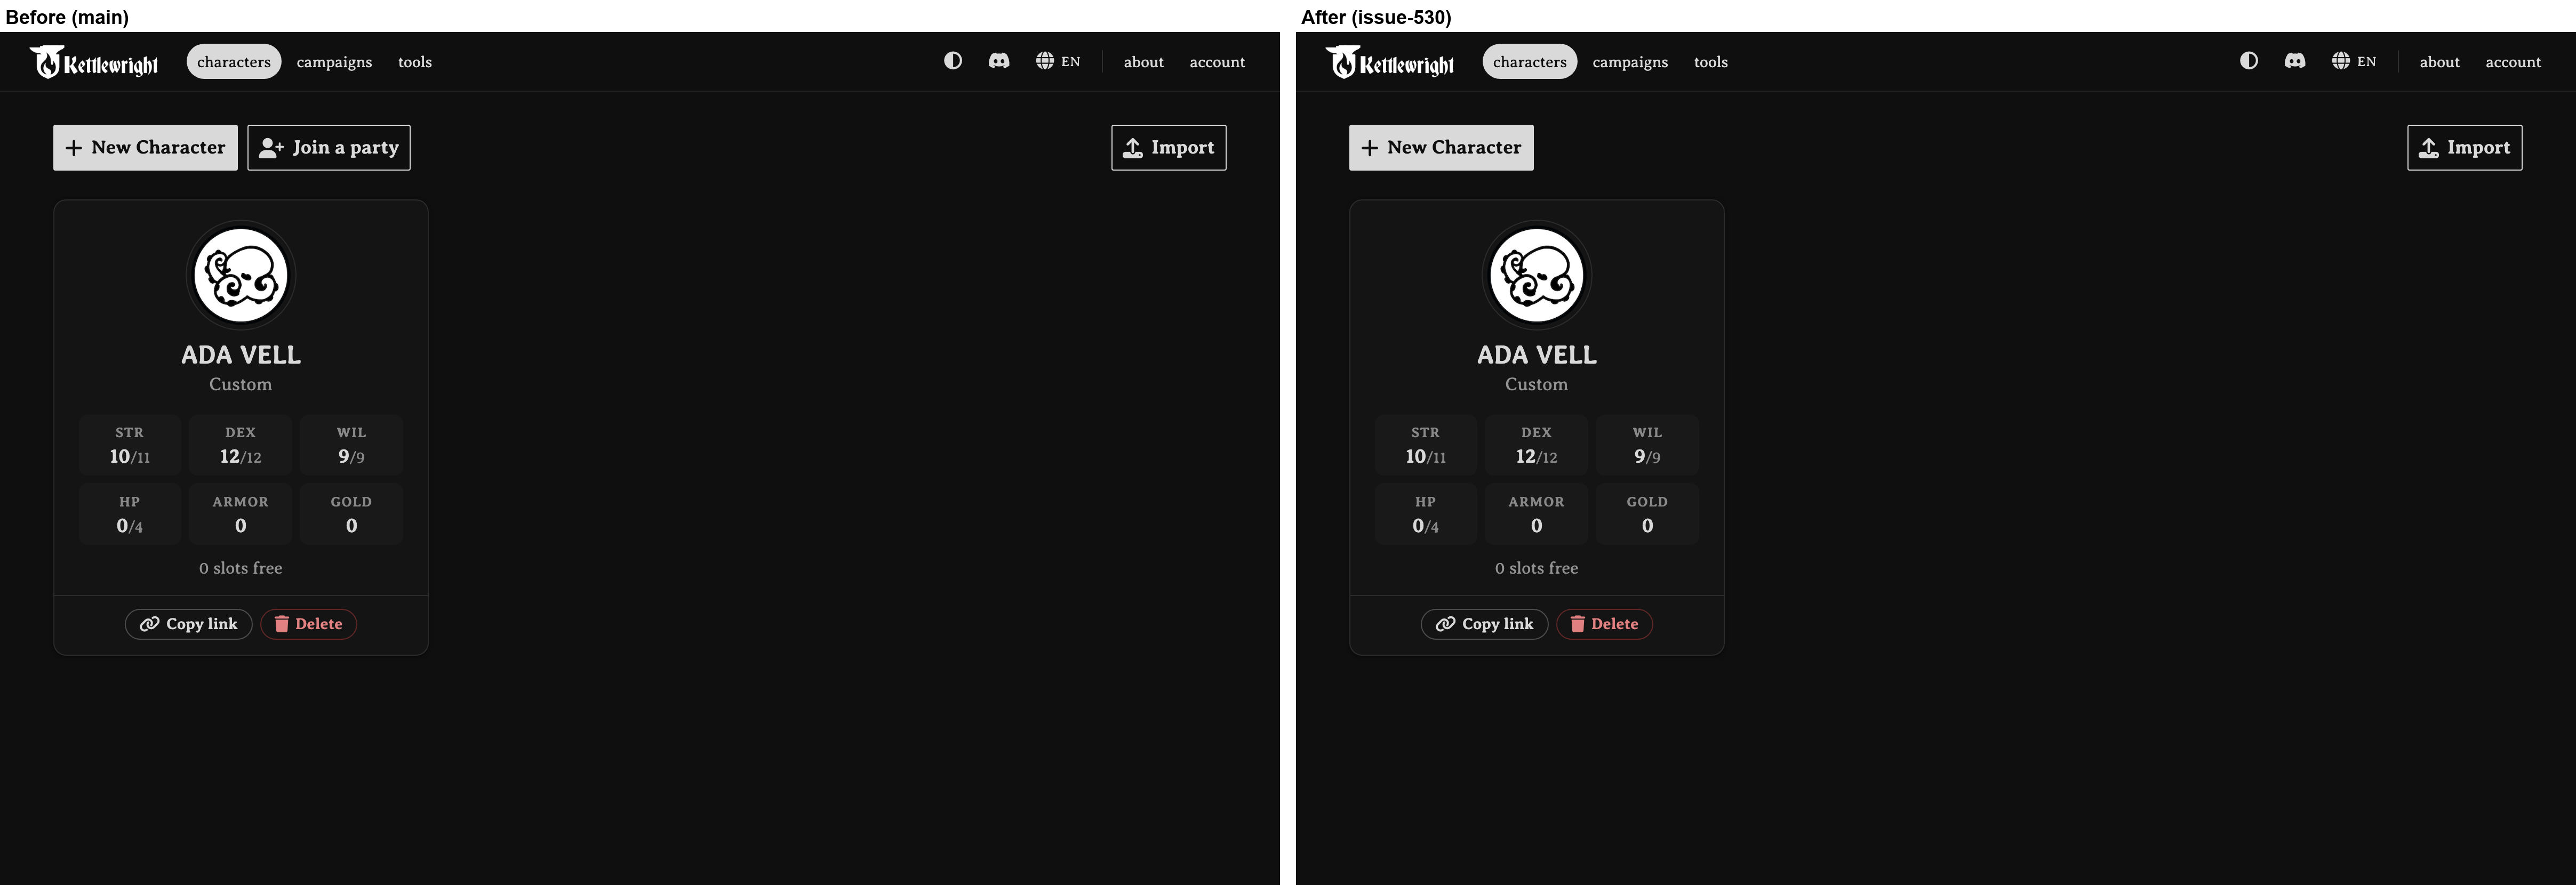 Before (main)
Kettlewright characters campaigns tools EN about account
New Character Join a party Import
ADA VELL
Custom
STR DEX WIL
10/11 12/12 9/9
HP ARMOR GOLD
0/4 0 0
0 slots free
Copy link Delete
After (issue-530)
Kettlewright characters campaigns tools EN about account
New Character Import
ADA VELL
Custom
STR DEX WIL
10/11 12/12 9/9
HP ARMOR GOLD
0/4 0 0
0 slots free
Copy link Delete